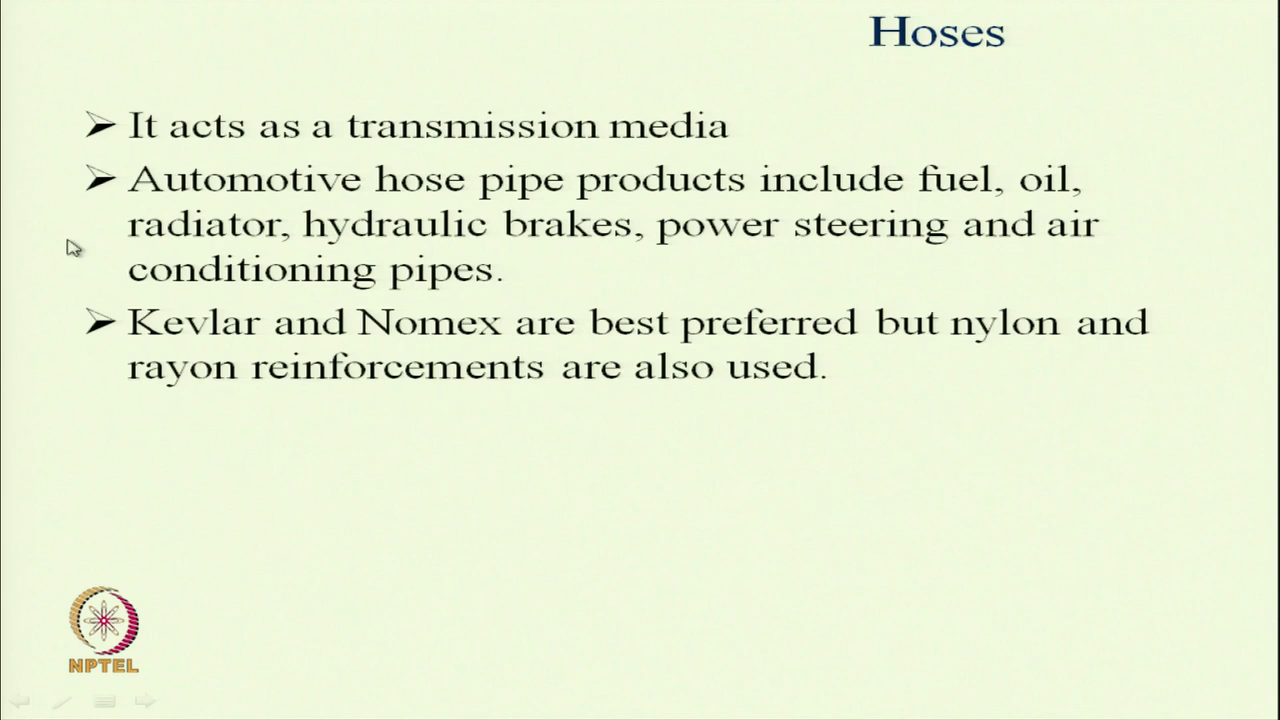 Hoses
It acts as a transmission media
Automotive hose pipe products include fuel, oil,
radiator, hydraulic brakes, power steering and air
conditioning pipes.
Kevlar and Nomex are best preferred but nylon and
rayon reinforcements are also used.
NPTEL